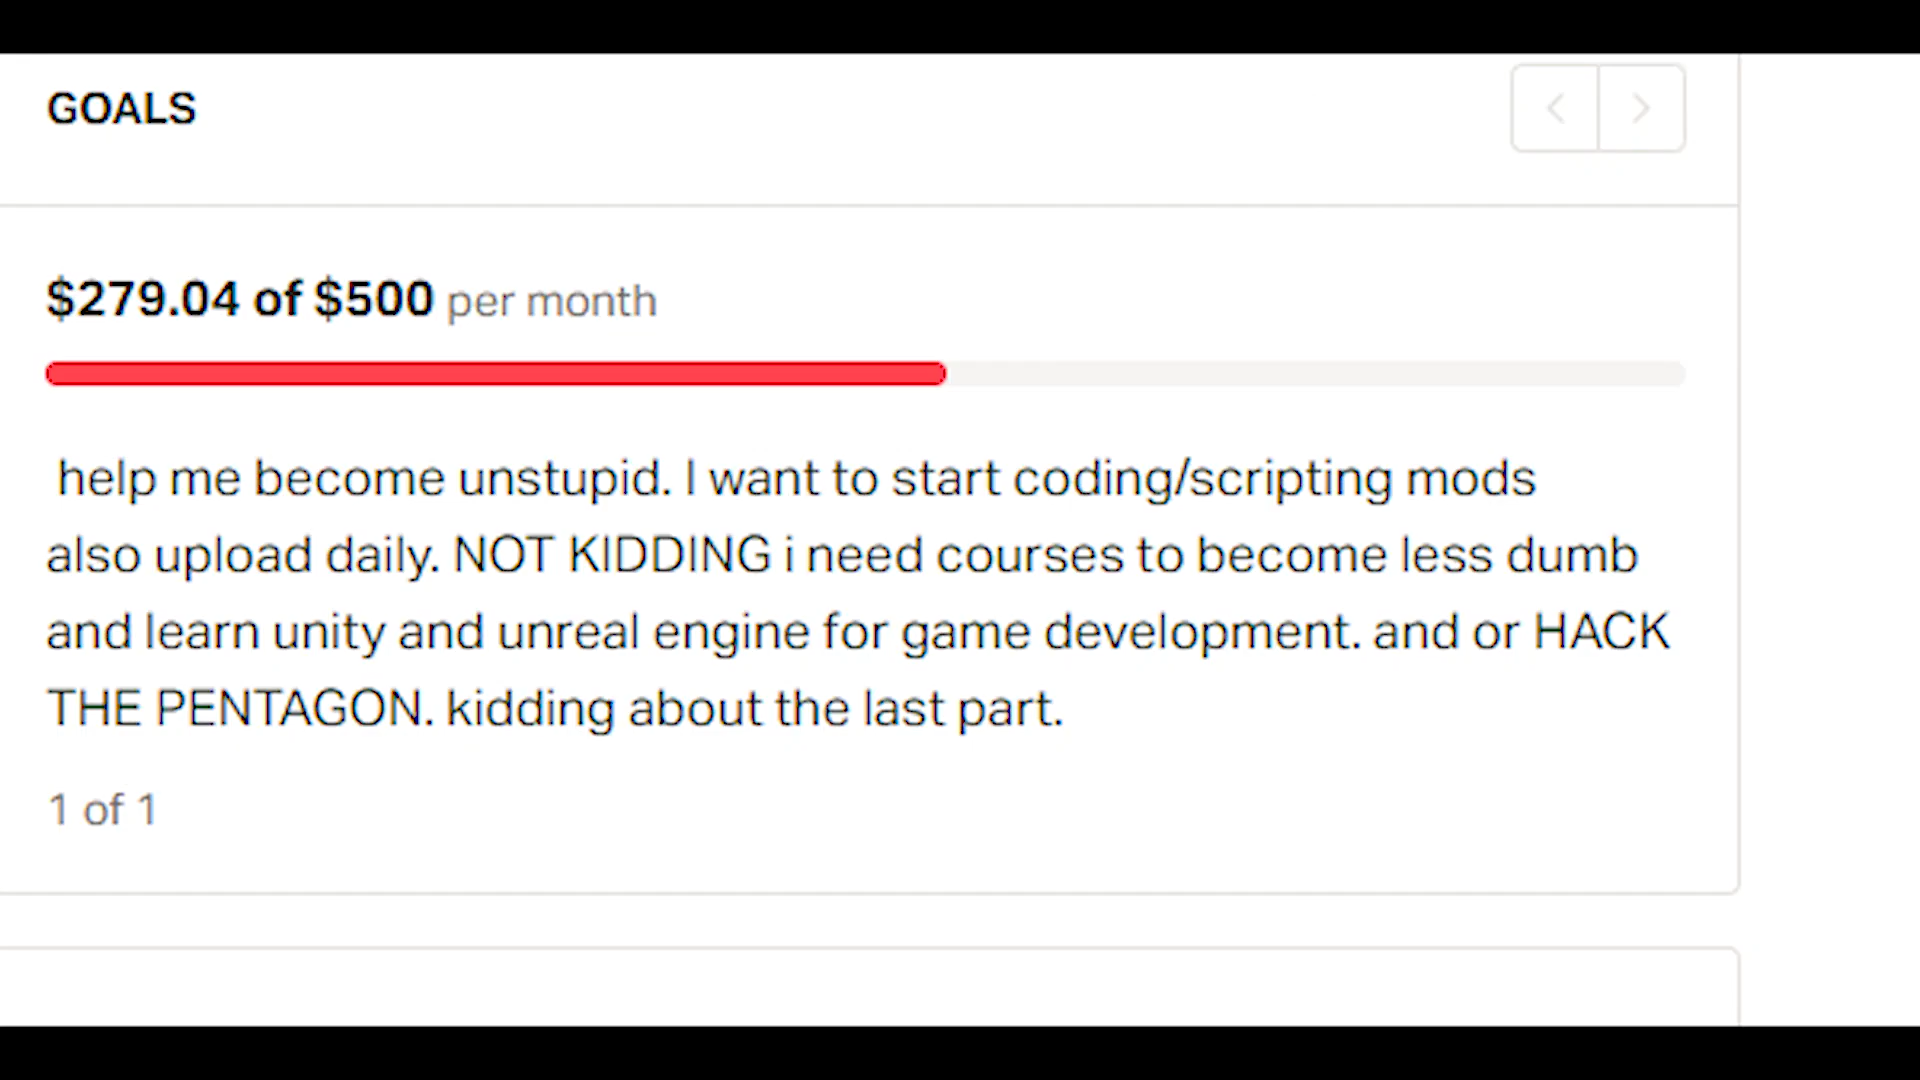 GOALS
$279.04 of $500 per month
help me become unstupid. I want to start coding/scripting mods
also upload daily. NOT KIDDING i need courses to become less dumb
and learn unity and unreal engine for game development. and or HACK
THE PENTAGON. kidding about the last part.
1 of 1